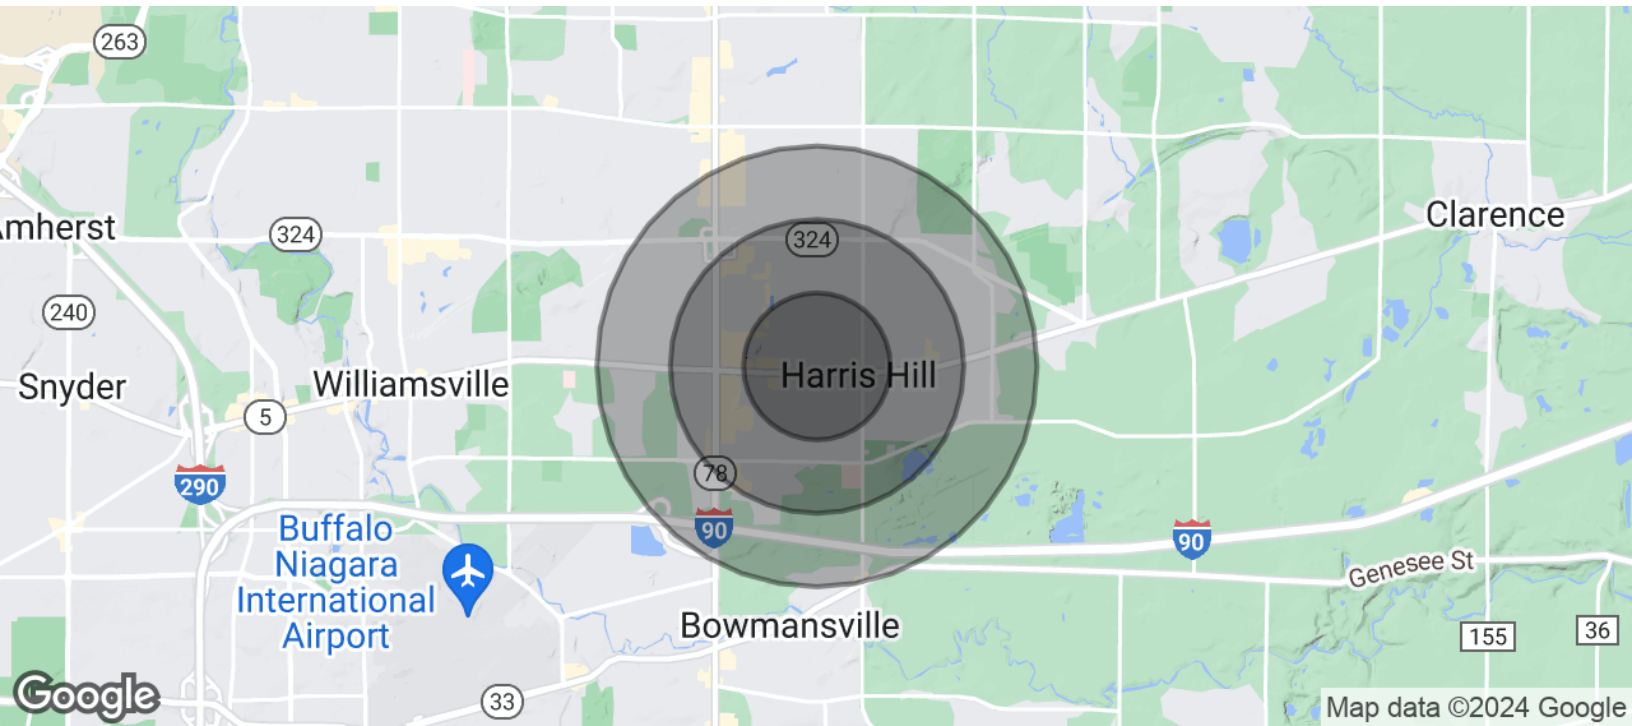 263
Amherst
324
324
Clarence
240
Harris Hill
Snyder
Williamsville
5
78
290
90
90
Buffalo
Niagara
International
Airport
Genesee St
Bowmansville
155
36
Google
33
Map data ©2024 Google